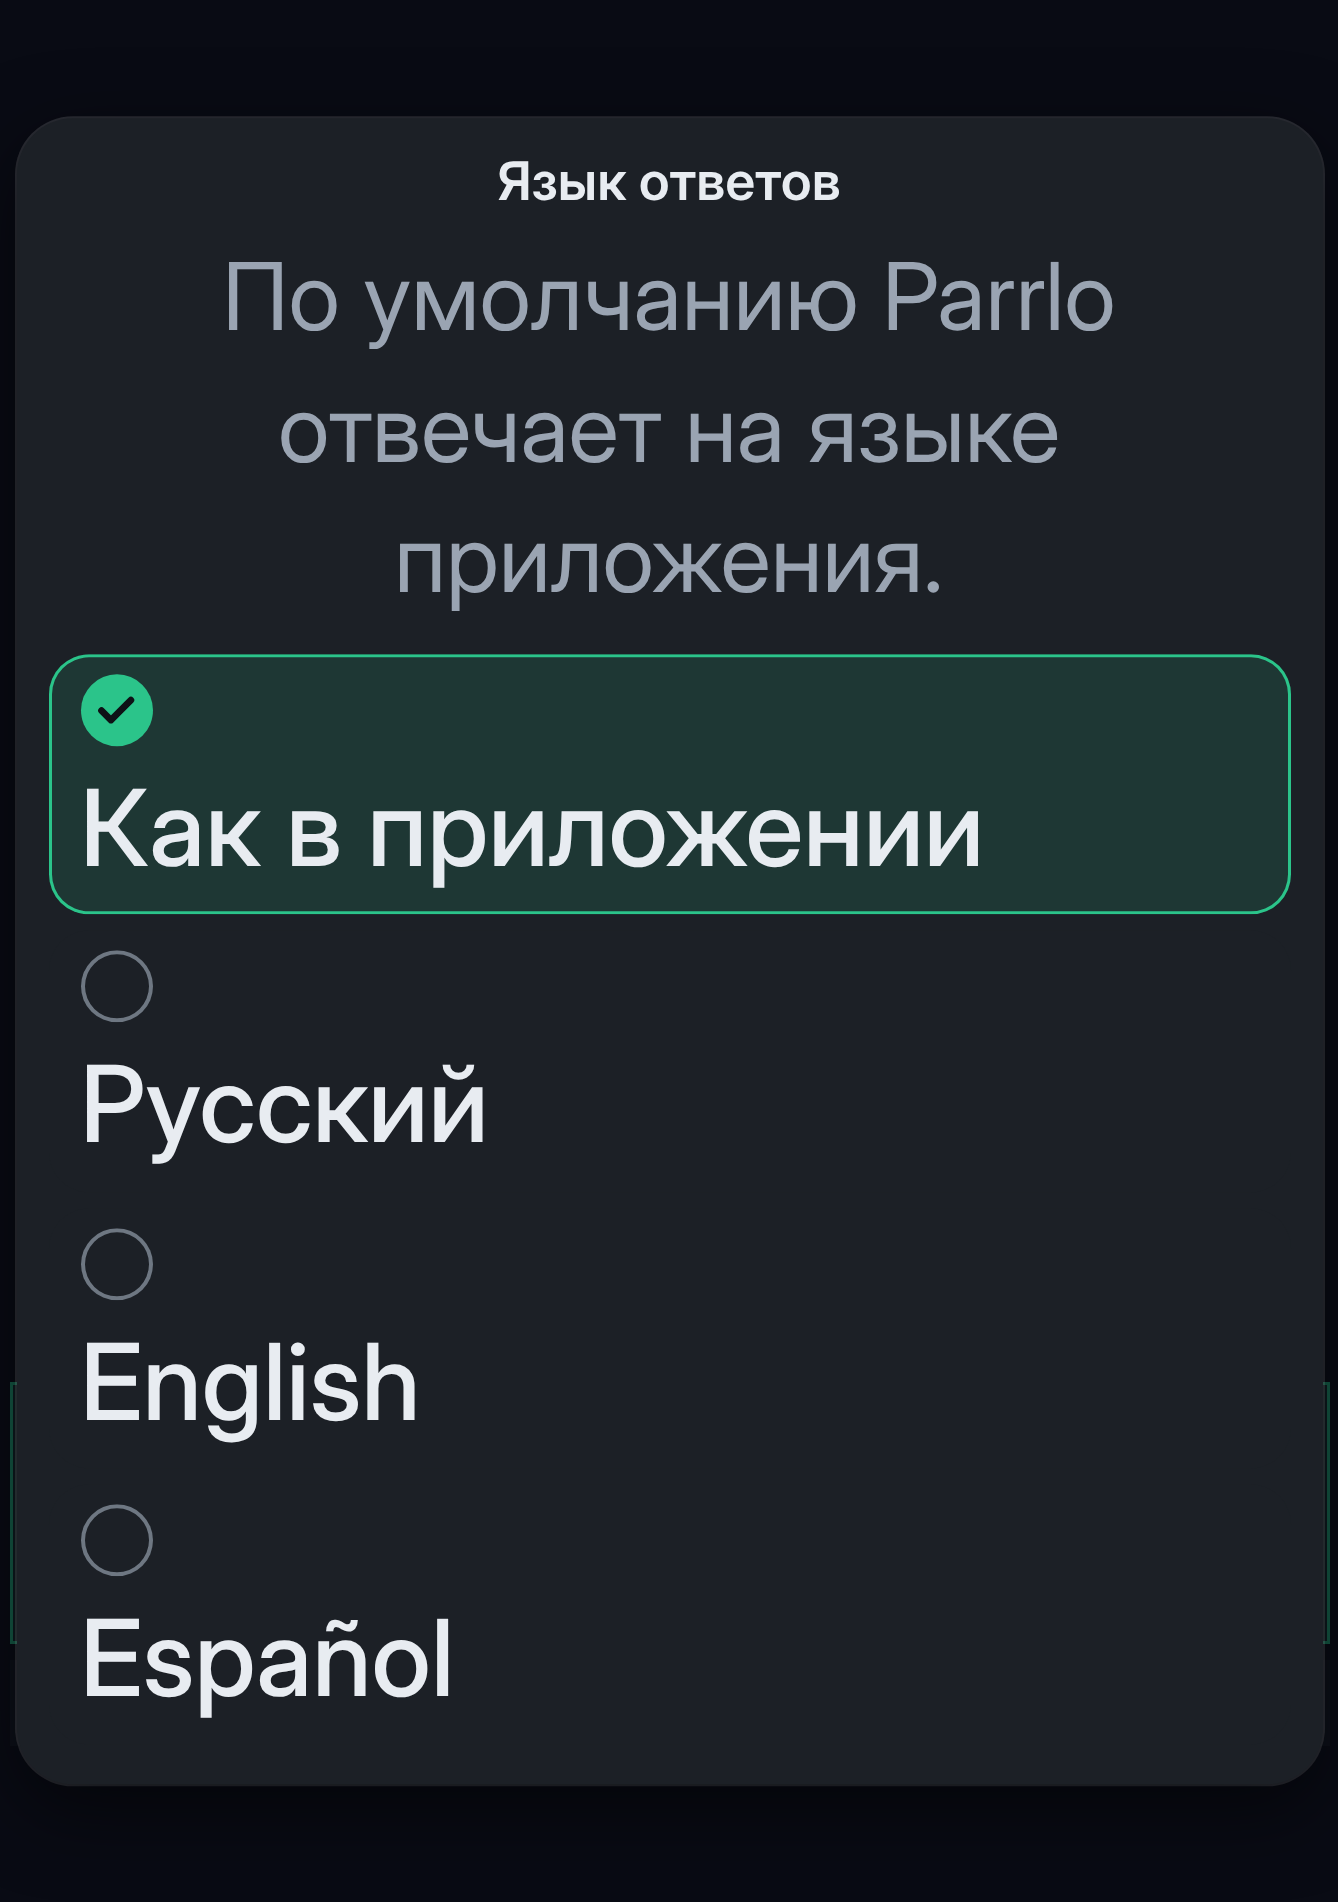 Язык ответов
По умолчанию Parrlo
отвечает на языке
приложения.
Как в приложении
Русский
English
Español